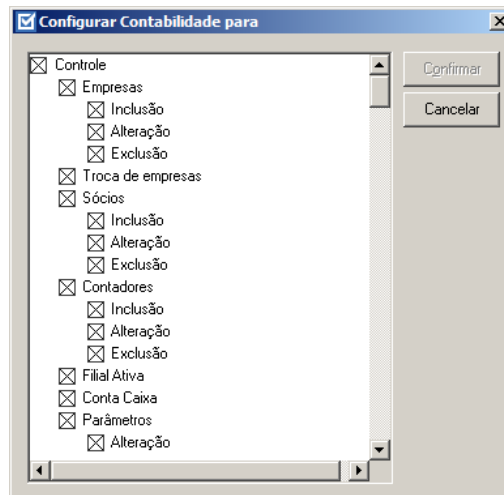 Configurar Contabilidade para
Controle
Confirmar
Empresas
Inclusão
Cancelar
Alteração
Exclusão
Troca de empresas
Sócios
Inclusão
Alteração
Exclusão
Contadores
Inclusão
Alteração
Exclusão
Filial Ativa
Conta Caixa
Parâmetros
Alteração